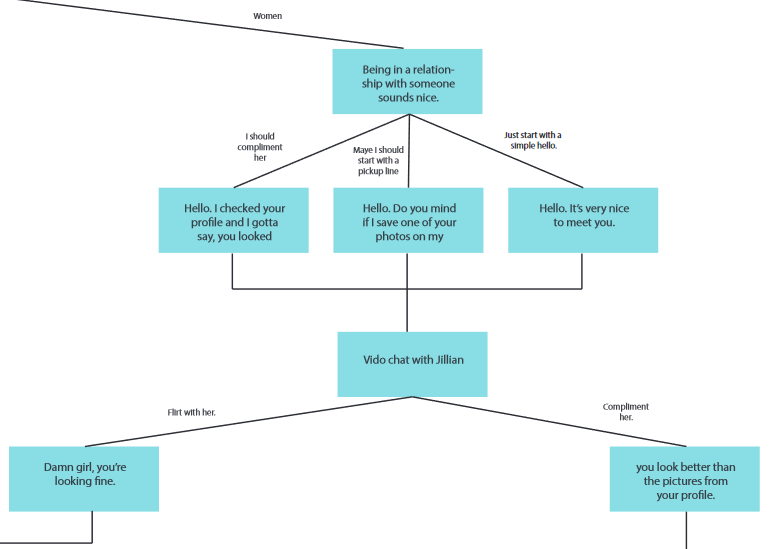 Women
Being in a relation-
ship with someone
sounds nice.
I should
compliment
her
Maye I should
start with a
pickup line
Just start with a
simple hello.
Hello. I checked your
profile and I gotta
say, you looked
Hello. Do you mind
if I save one of your
photos on my
Hello. It's very nice
to meet you.
Vido chat with Jillian
Flirt with her.
Compliment
her.
Damn girl, you're
looking fine.
you look better than
the pictures from
your profile.